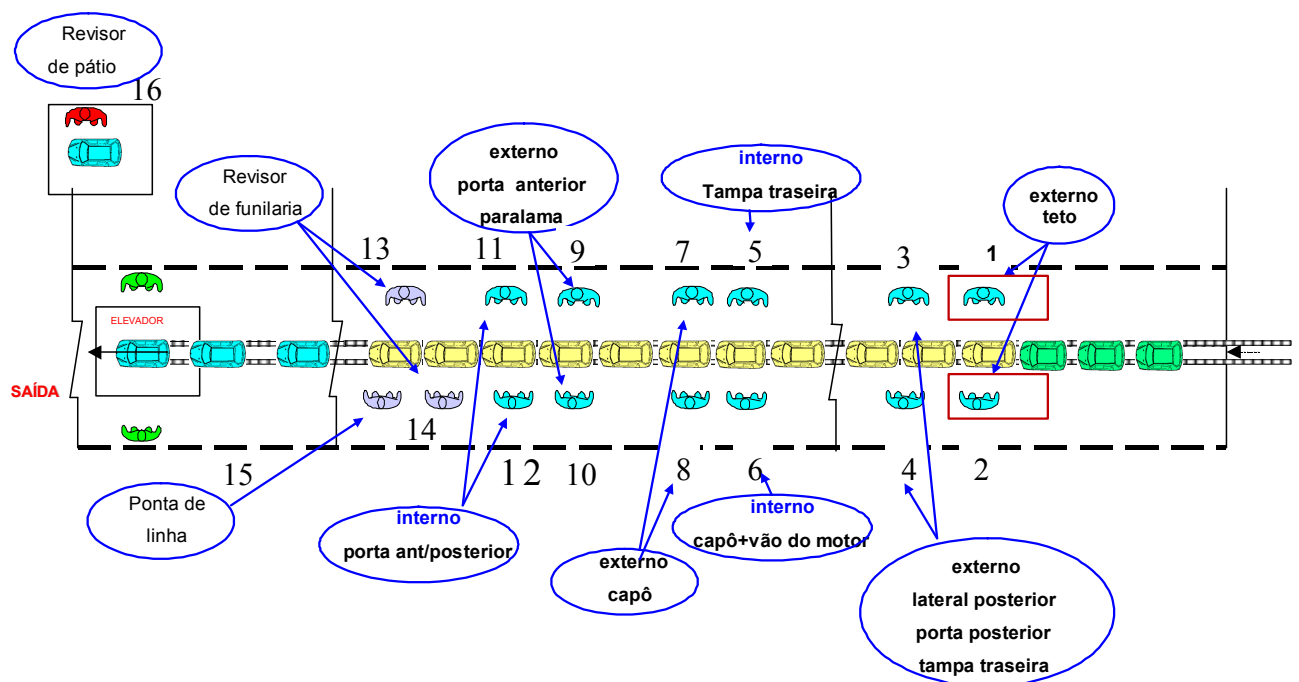 Revisor
de pátio
16
Revisor
de funilaria
externo
porta anterior
paralama
interno
Tampa traseira
externo
teto
13
11
9
7
5
3
1
ELEVADOR
SAÍDA
14
15
12
10
8
6
4
2
Ponta de
linha
interno
porta ant/posterior
externo
capô
interno
capô+vão do motor
externo
lateral posterior
porta posterior
tampa traseira